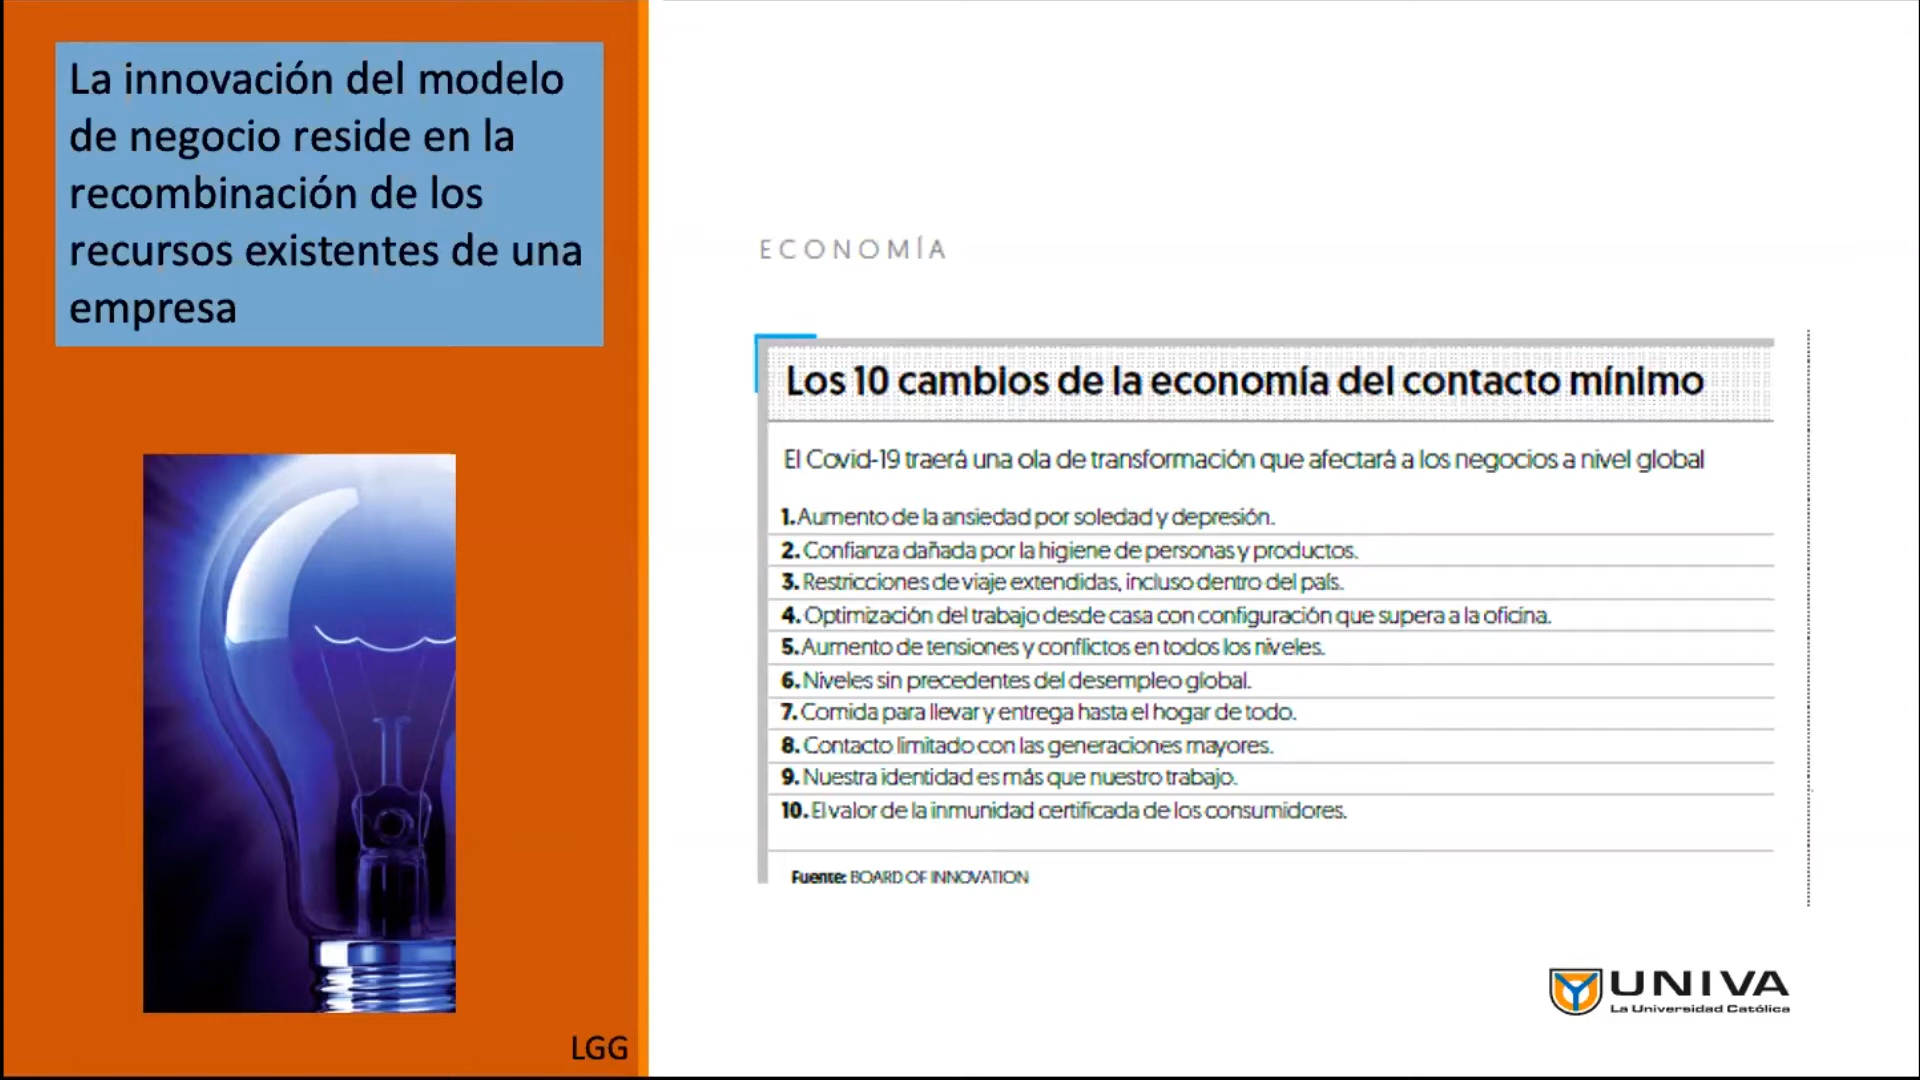 La innovación del modelo
de negocio reside en la
recombinación de los
recursos existentes de una
empresa
LGG
ECONOMÍA
Los 10 cambios de la economía del contacto mínimo
El Covid-19 traerá una ola de transformación que afectará a los negocios a nivel global
1. Aumento de la ansiedad por soledad y depresión.
2. Confianza dañada por la higiene de personas y productos.
3. Restricciones de viaje extendidas, incluso dentro del país.
4. Optimización del trabajo desde casa con configuración que supera a la oficina.
5. Aumento de tensiones y conflictos en todos los niveles.
6. Niveles sin precedentes del desempleo global.
7. Comida para llevar y entrega hasta el hogar de todo.
8. Contacto limitado con las generaciones mayores.
9. Nuestra identidad es más que nuestro trabajo.
10. El valor de la inmunidad certificada de los consumidores.
Fuente: BOARD OF INNOVATION
UNIVA
La Universidad Católica